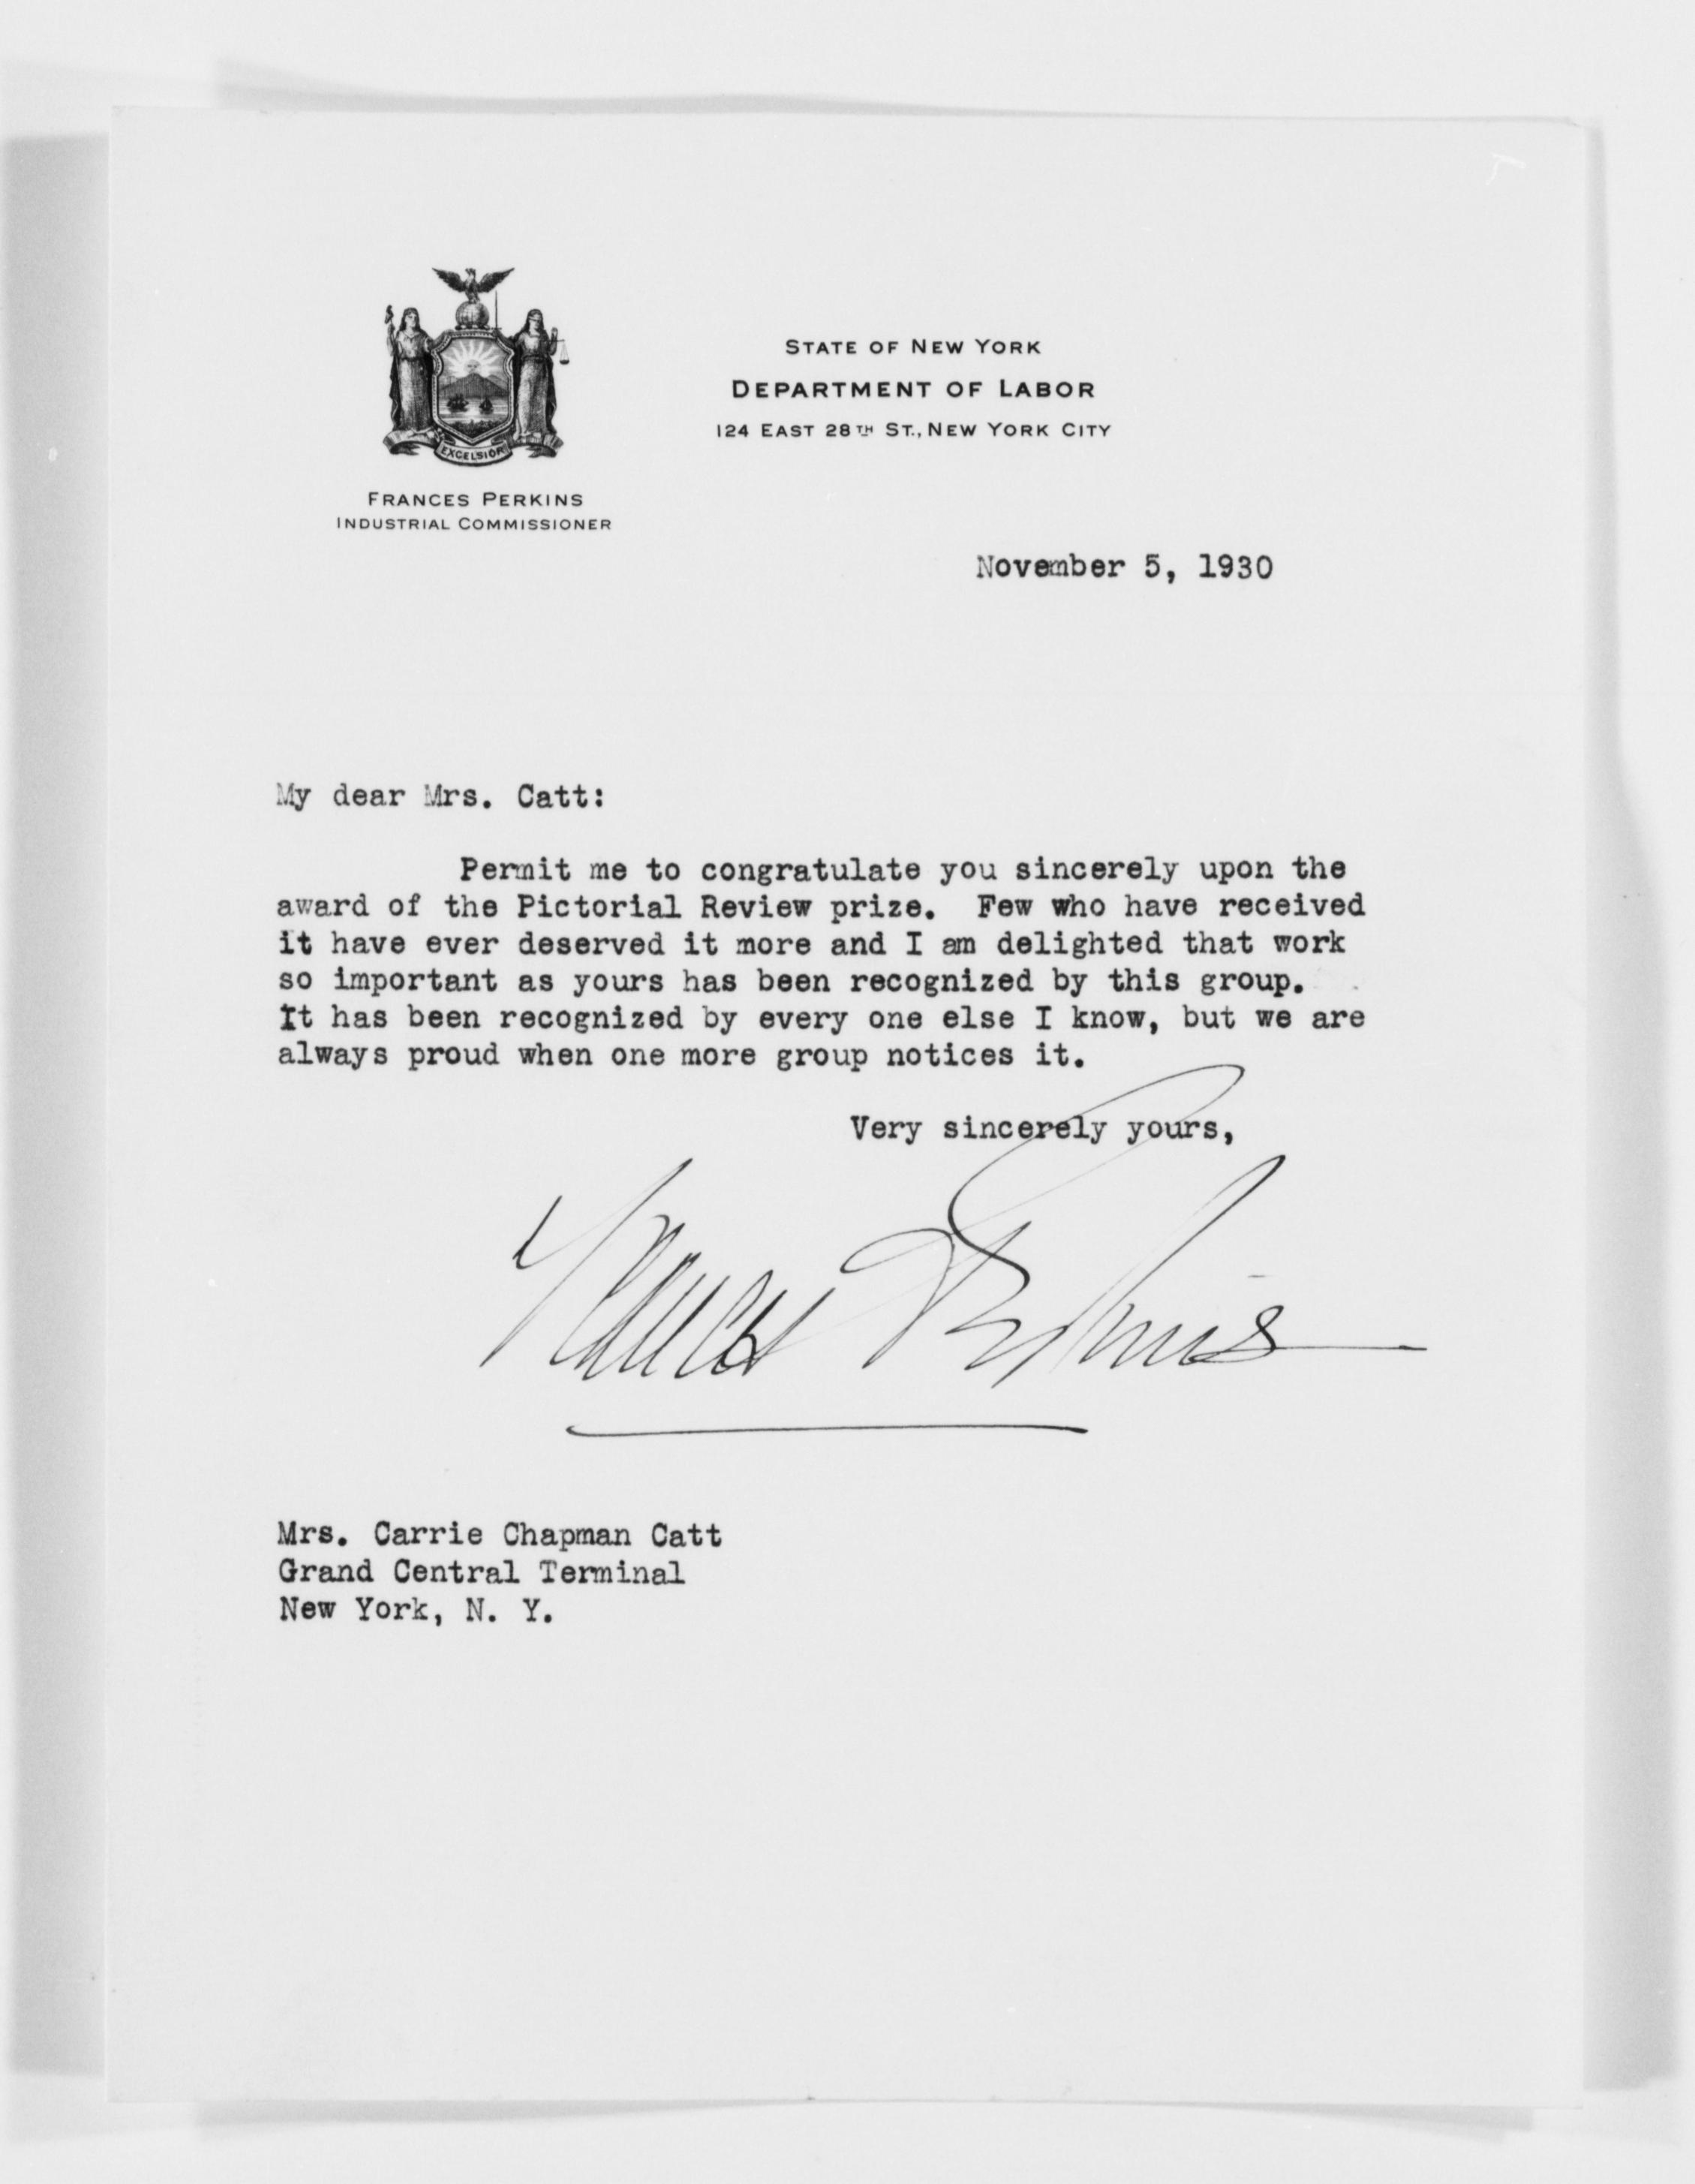 EXCELSIOR
FRANCES PERKINS
INDUSTRIAL COMMISSIONER
STATE OF NEW YORK
DEPARTMENT OF LABOR
124 EAST 28TH ST., NEW YORK CITY
November 5, 1930
My dear Mrs. Catt:
Permit me to congratulate you sincerely upon the
award of the Pictorial Review prize. Few who have received
it have ever deserved it more and I am delighted that work
so important as yours has been recognized by this group.
It has been recognized by every one else I know, but we are
always proud when one more group notices it.
Very sincerely yours,
Frances Perkins
Mrs. Carrie Chapman Catt
Grand Central Terminal
New York, N. Y.